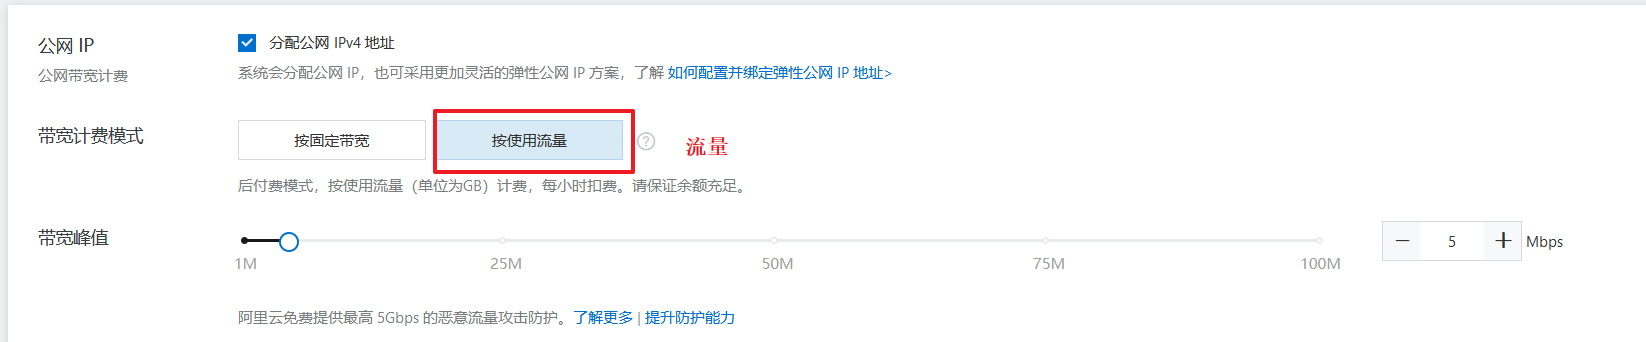 公网 IP
分配公网 IPv4 地址
公网带宽计费
系统会分配公网 IP，也可采用更加灵活的弹性公网 IP 方案，了解 如何配置并绑定弹性公网 IP 地址>
带宽计费模式
按固定带宽
按使用流量
?
流量
后付费模式，按使用流量（单位为GB）计费，每小时扣费。请保证余额充足。
带宽峰值
5
Mbps
1M
25M
50M
75M
100M
阿里云免费提供最高 5Gbps 的恶意流量攻击防护。了解更多 | 提升防护能力